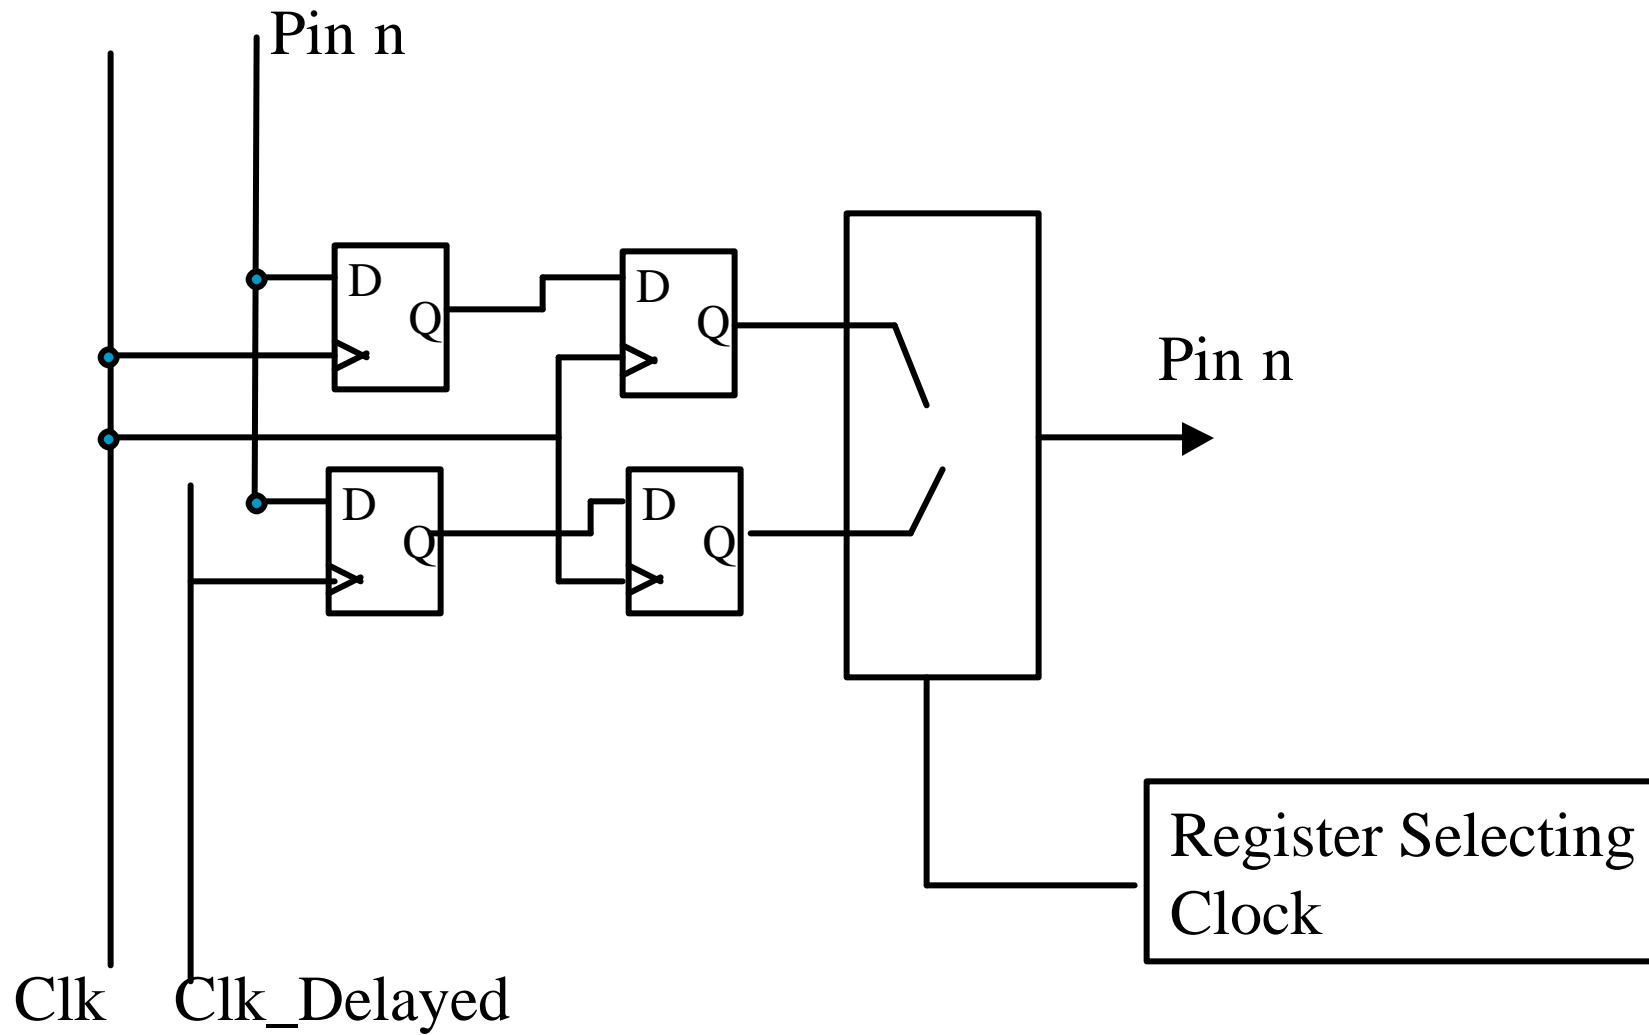 Pin n
D
Q
D
Q
Pin n
D
Q
D
Q
Register Selecting
Clock
Clk
Clk_Delayed